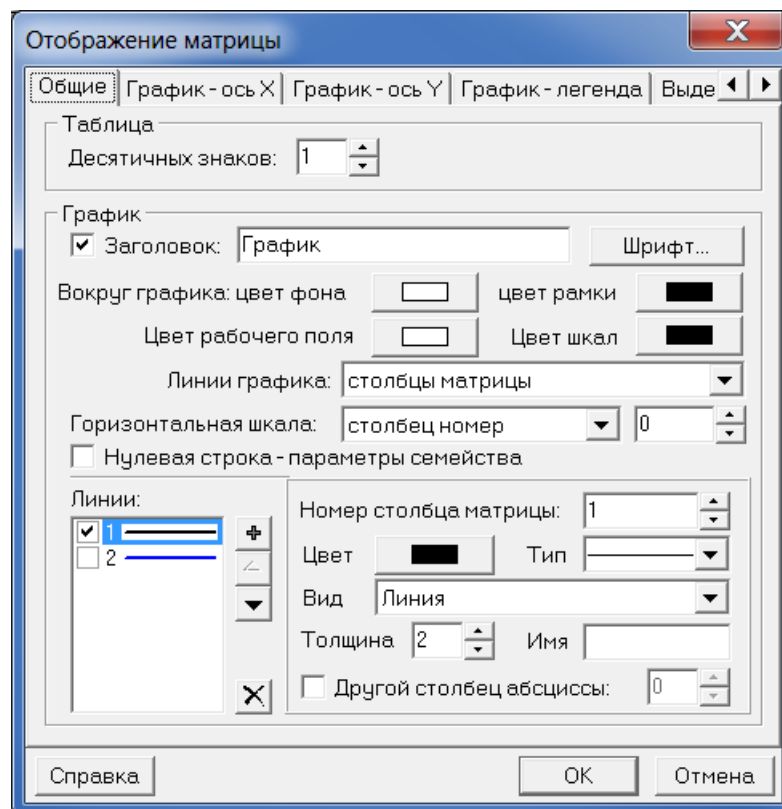 Отображение матрицы
Общие График - ось X График - ось Y График - легенда Выде
Таблица
Десятичных знаков: 1
График
Заголовок: График Шрифт...
Вокруг графика: цвет фона цвет рамки
Цвет рабочего поля Цвет шкал
Линии графика: столбцы матрицы
Горизонтальная шкала: столбец номер 0
Нулевая строка - параметры семейства
Линии:
1
2
Номер столбца матрицы: 1
Цвет Тип
Вид Линия
Толщина 2 Имя
Другой столбец абсциссы: 0
Справка OK Отмена